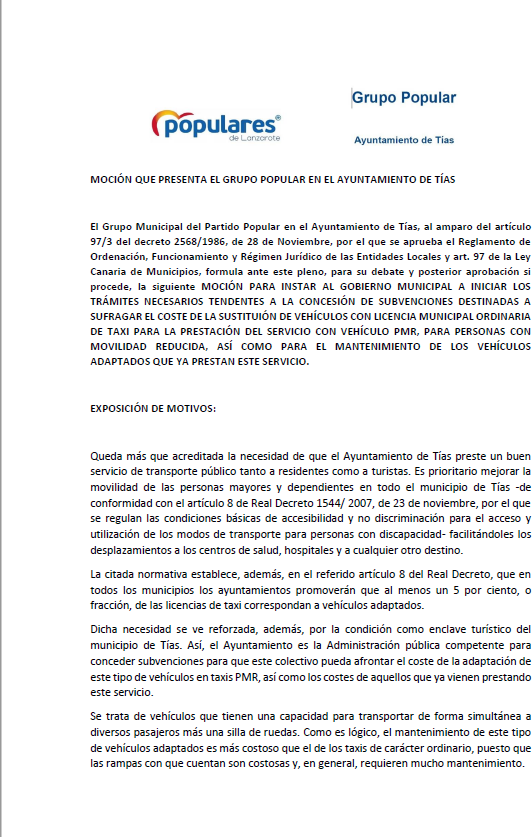 Grupo Popular
populares®
de Lanzarote
Ayuntamiento de Tías
MOCIÓN QUE PRESENTA EL GRUPO POPULAR EN EL AYUNTAMIENTO DE TÍAS
El Grupo Municipal del Partido Popular en el Ayuntamiento de Tías, al amparo del artículo
97/3 del decreto 2568/1986, de 28 de Noviembre, por el que se aprueba el Reglamento de
Ordenación, Funcionamiento y Régimen Jurídico de las Entidades Locales y art. 97 de la Ley
Canaria de Municipios, formula ante este pleno, para su debate y posterior aprobación si
procede, la siguiente MOCIÓN PARA INSTAR AL GOBIERNO MUNICIPAL A INICIAR LOS
TRÁMITES NECESARIOS TENDENTES A LA CONCESIÓN DE SUBVENCIONES DESTINADAS A
SUFRAGAR EL COSTE DE LA SUSTITUIÓN DE VEHÍCULOS CON LICENCIA MUNICIPAL ORDINARIA
DE TAXI PARA LA PRESTACIÓN DEL SERVICIO CON VEHÍCULO PMR, PARA PERSONAS CON
MOVILIDAD REDUCIDA, ASÍ COMO PARA EL MANTENIMIENTO DE LOS VEHÍCULOS
ADAPTADOS QUE YA PRESTAN ESTE SERVICIO.
EXPOSICIÓN DE MOTIVOS:
Queda más que acreditada la necesidad de que el Ayuntamiento de Tías preste un buen
servicio de transporte público tanto a residentes como a turistas. Es prioritario mejorar la
movilidad de las personas mayores y dependientes en todo el municipio de Tías -de
conformidad con el artículo 8 de Real Decreto 1544/ 2007, de 23 de noviembre, por el que
se regulan las condiciones básicas de accesibilidad y no discriminación para el acceso y
utilización de los modos de transporte para personas con discapacidad- facilitándoles los
desplazamientos a los centros de salud, hospitales y a cualquier otro destino.
La citada normativa establece, además, en el referido artículo 8 del Real Decreto, que en
todos los municipios los ayuntamientos promoverán que al menos un 5 por ciento, o
fracción, de las licencias de taxi correspondan a vehículos adaptados.
Dicha necesidad se ve reforzada, además, por la condición como enclave turístico del
municipio de Tías. Así, el Ayuntamiento es la Administración pública competente para
conceder subvenciones para que este colectivo pueda afrontar el coste de la adaptación de
este tipo de vehículos en taxis PMR, así como los costes de aquellos que ya vienen prestando
este servicio.
Se trata de vehículos que tienen una capacidad para transportar de forma simultánea a
diversos pasajeros más una silla de ruedas. Como es lógico, el mantenimiento de este tipo
de vehículos adaptados es más costoso que el de los taxis de carácter ordinario, puesto que
las rampas con que cuentan son costosas y, en general, requieren mucho mantenimiento.